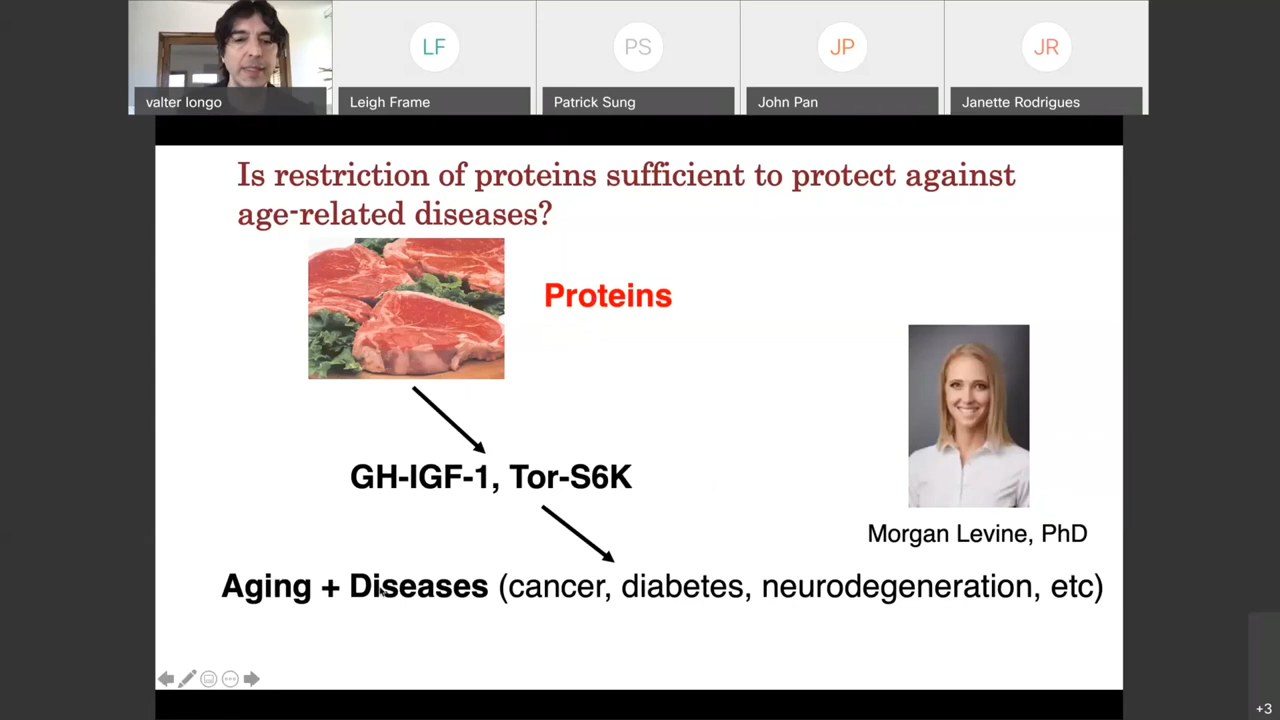 LF
PS
JP
JR
valter longo
Leigh Frame
Patrick Sung
John Pan
Janette Rodrigues
Is restriction of proteins sufficient to protect against
age-related diseases?
Proteins
GH-IGF-1, Tor-S6K
Morgan Levine, PhD
Aging + Diseases (cancer, diabetes, neurodegeneration, etc)
+3